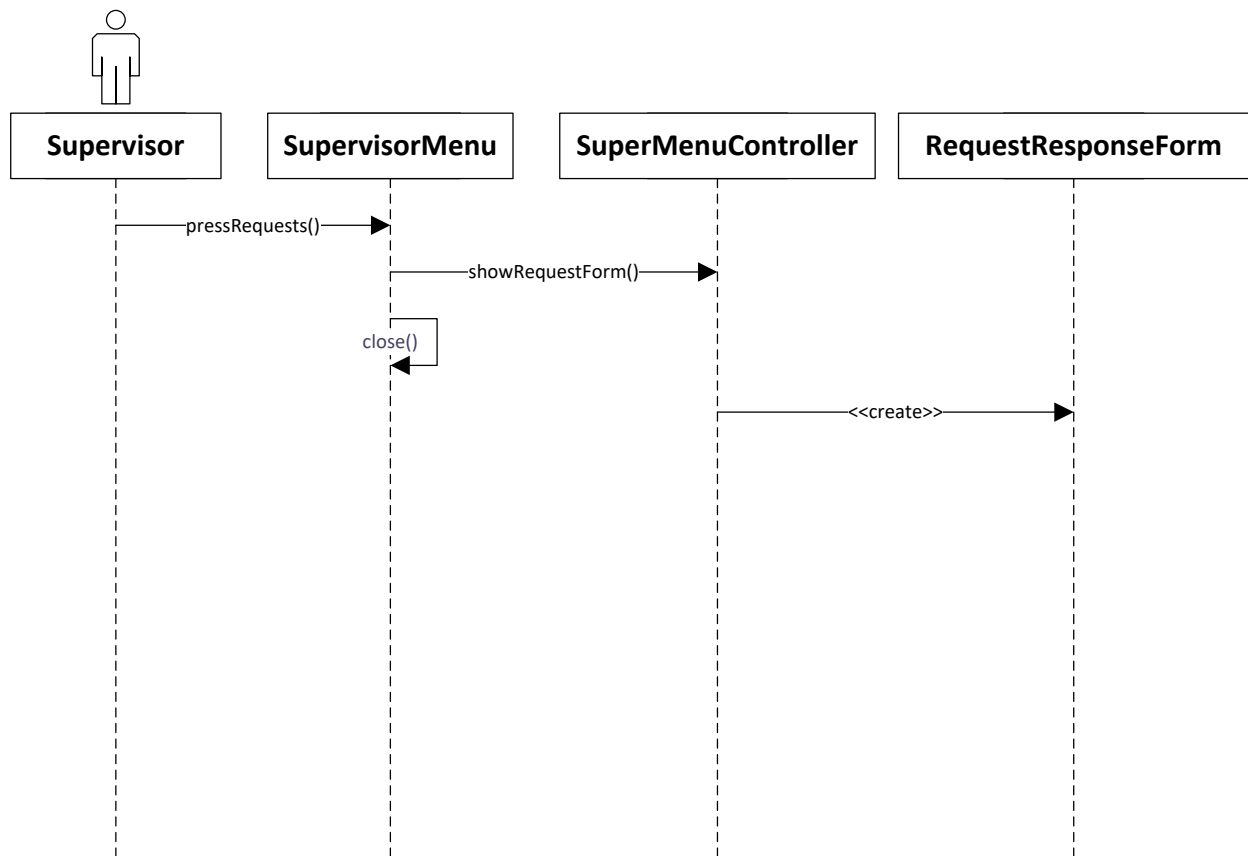 Supervisor
SupervisorMenu
SuperMenuController
RequestResponseForm
pressRequests()
showRequestForm()
close()
<<create>>